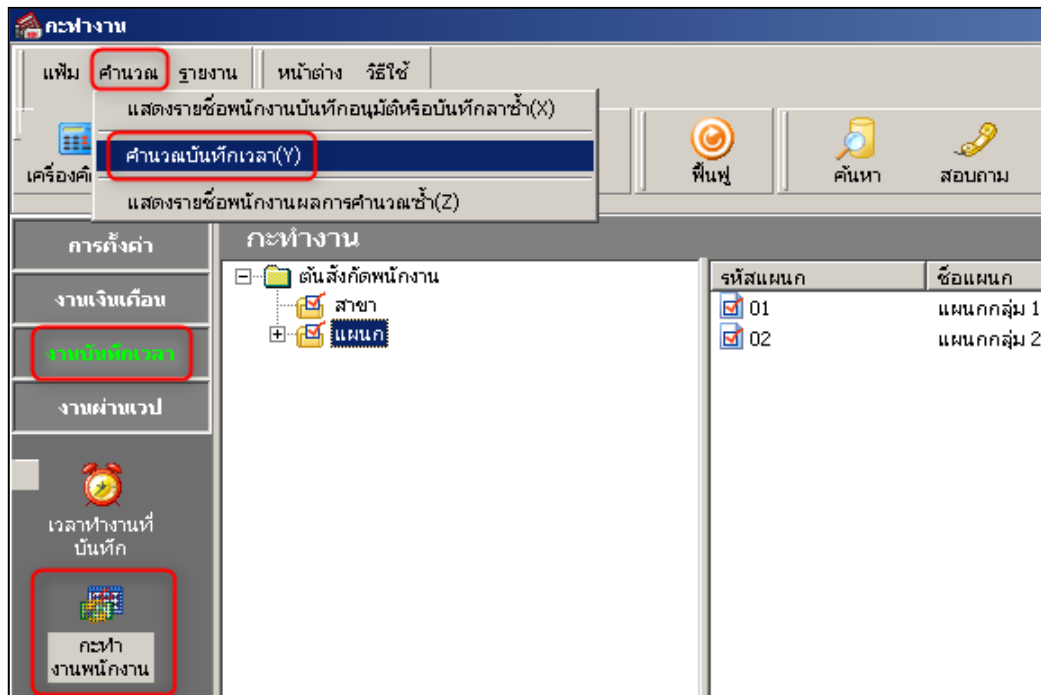 กะทำงาน
แฟ้ม คำนวณ รายงาน หน้าต่าง วิธีใช้
แสดงรายชื่อพนักงานบันทึกอนุมัติหรือบันทึกลาซ้ำ(X)
คำนวณบันทึกเวลา(Y)
แสดงรายชื่อพนักงานผลการคำนวณซ้ำ(Z)
ฟื้นฟู ค้นหา สอบถาม
การตั้งค่า
งานเงินเดือน
งานบันทึกเวลา
งานผ่านเวป
เวลาทำงานที่
บันทึก
กะทำ
งานพนักงาน
กะทำงาน
ต้นสังกัดพนักงาน
สาขา
แผนก
รหัสแผนก ชื่อแผนก
01 แผนกกลุ่ม 1
02 แผนกกลุ่ม 2